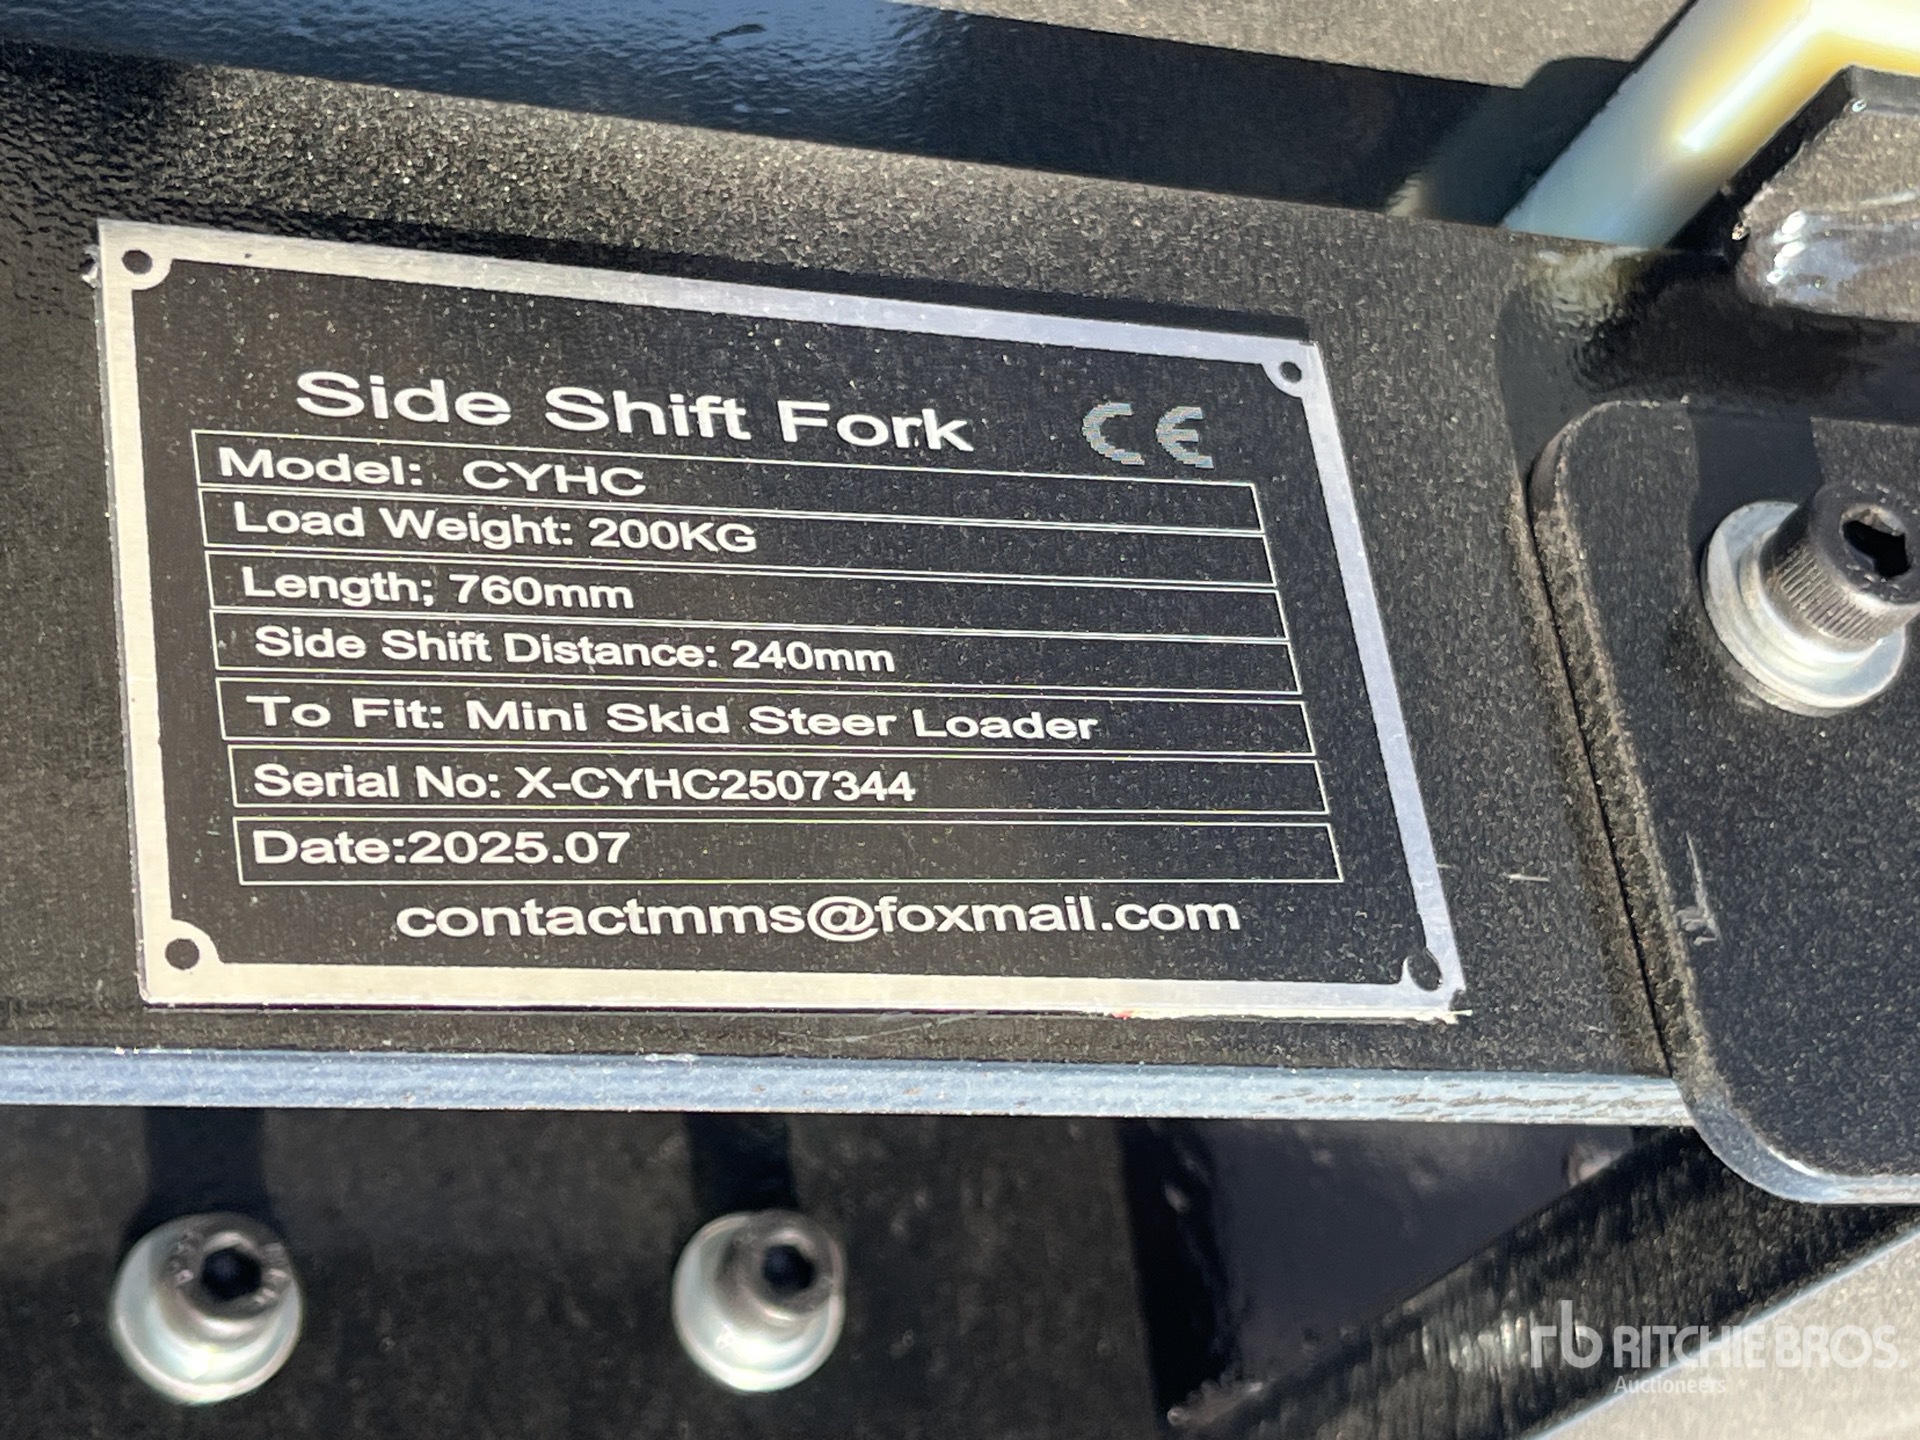 Side Shift Fork CE
Model: CYHC
Load Weight: 200KG
Length; 760mm
Side Shift Distance: 240mm
To Fit: Mini Skid Steer Loader
Serial No: X-CYHC2507344
Date:2025.07
contactmms@foxmail.com
rb RITCHIE BROS.
Auctioneers